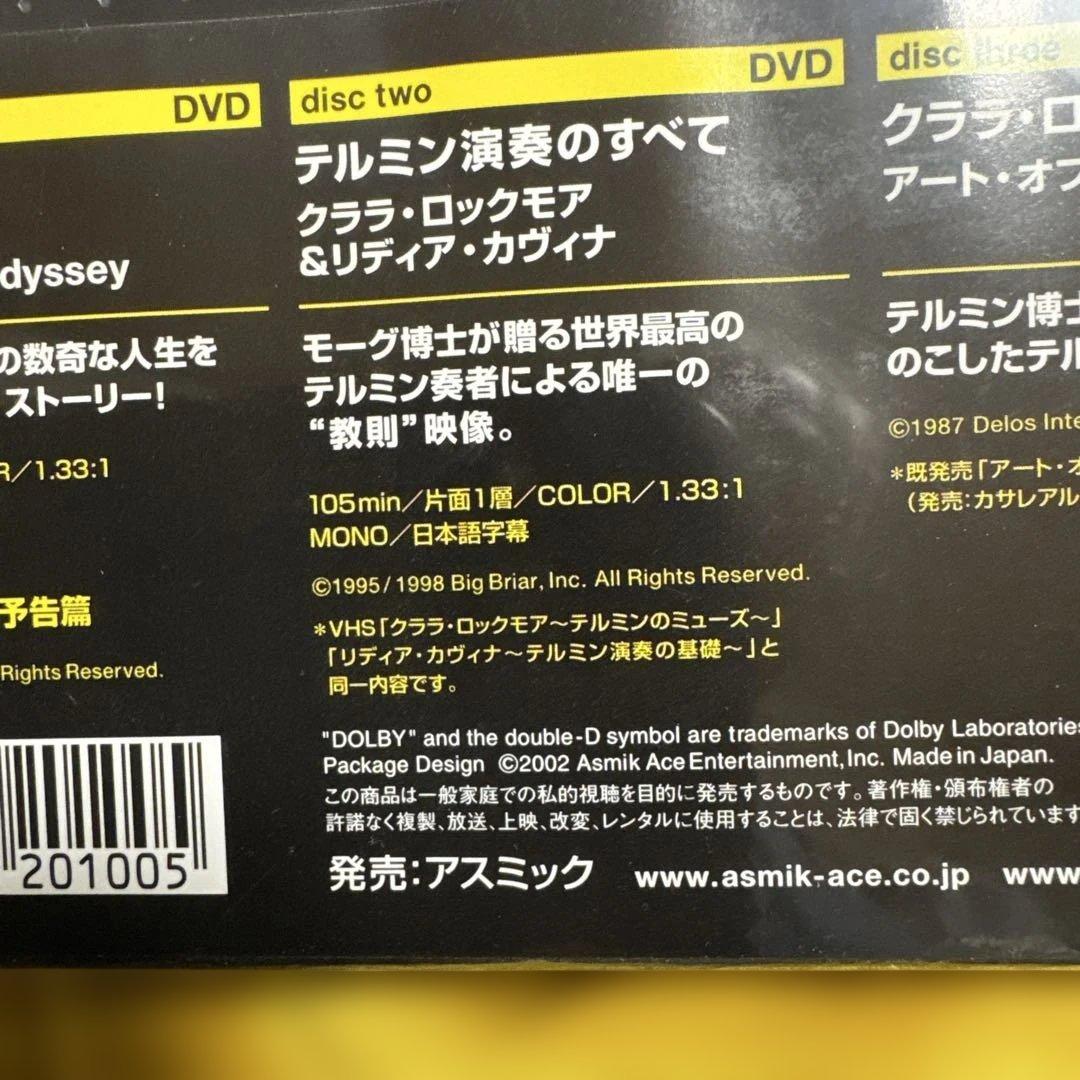 DVD
dyssey
の数奇な人生を
ストーリー!
R/1.33:1
予告篇
Rights Reserved.
201005
disc two DVD
テルミン演奏のすべて
クララ・ロックモア
&リディア・カヴィナ
モーグ博士が贈る世界最高の
テルミン奏者による唯一の
“教則”映像。
105min/片面1層/COLOR/1.33:1
MONO/日本語字幕
©1995/1998 Big Briar, Inc. All Rights Reserved.
*VHS「クララ・ロックモア〜テルミンのミューズ〜」
「リディア・カヴィナ〜テルミン演奏の基礎〜」と
同一内容です。
disc three
クララ・ロ
アート・オフ
テルミン博士
のこしたテル
©1987 Delos Inte
*既発売「アート・オ
(発売:カサレアル
"DOLBY" and the double-D symbol are trademarks of Dolby Laboratories
Package Design ©2002 Asmik Ace Entertainment, Inc. Made in Japan.
この商品は一般家庭での私的視聴を目的に発売するものです。著作権・頒布権者の
許諾なく複製、放送、上映、改変、レンタルに使用することは、法律で固く禁じられています
発売:アスミック www.asmik-ace.co.jp www.